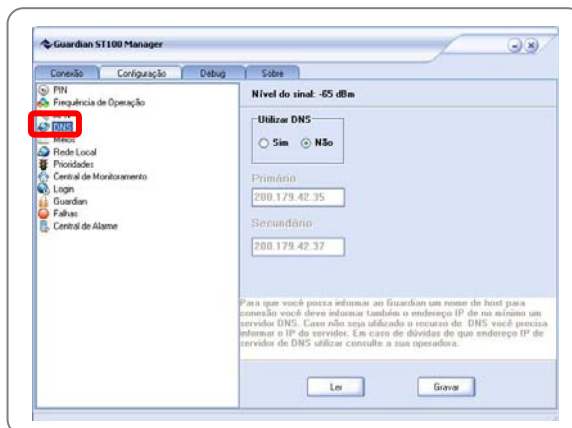 Guardian ST100 Manager
Conexão Configuração Debug Sobre
PIN
Frequência de Operação
DNS
Meios
Rede Local
Prioridades
Central de Monitoramento
Login
Guardian
Falhas
Central de Alarme
Nível do sinal: -65 dBm
Utilizar DNS
Sim Não
Primário
200.179.42.35
Secundário
200.179.42.37
Para que você possa informar ao Guardian um nome de host para
conexão você deve informar também o endereço IP de no mínimo um
servidor DNS. Caso não seja utilizado o recurso de DNS você precisa
informar o IP do servidor. Em caso de dúvidas de que endereço IP de
servidor de DNS utilizar consulte a sua operadora.
Ler Gravar